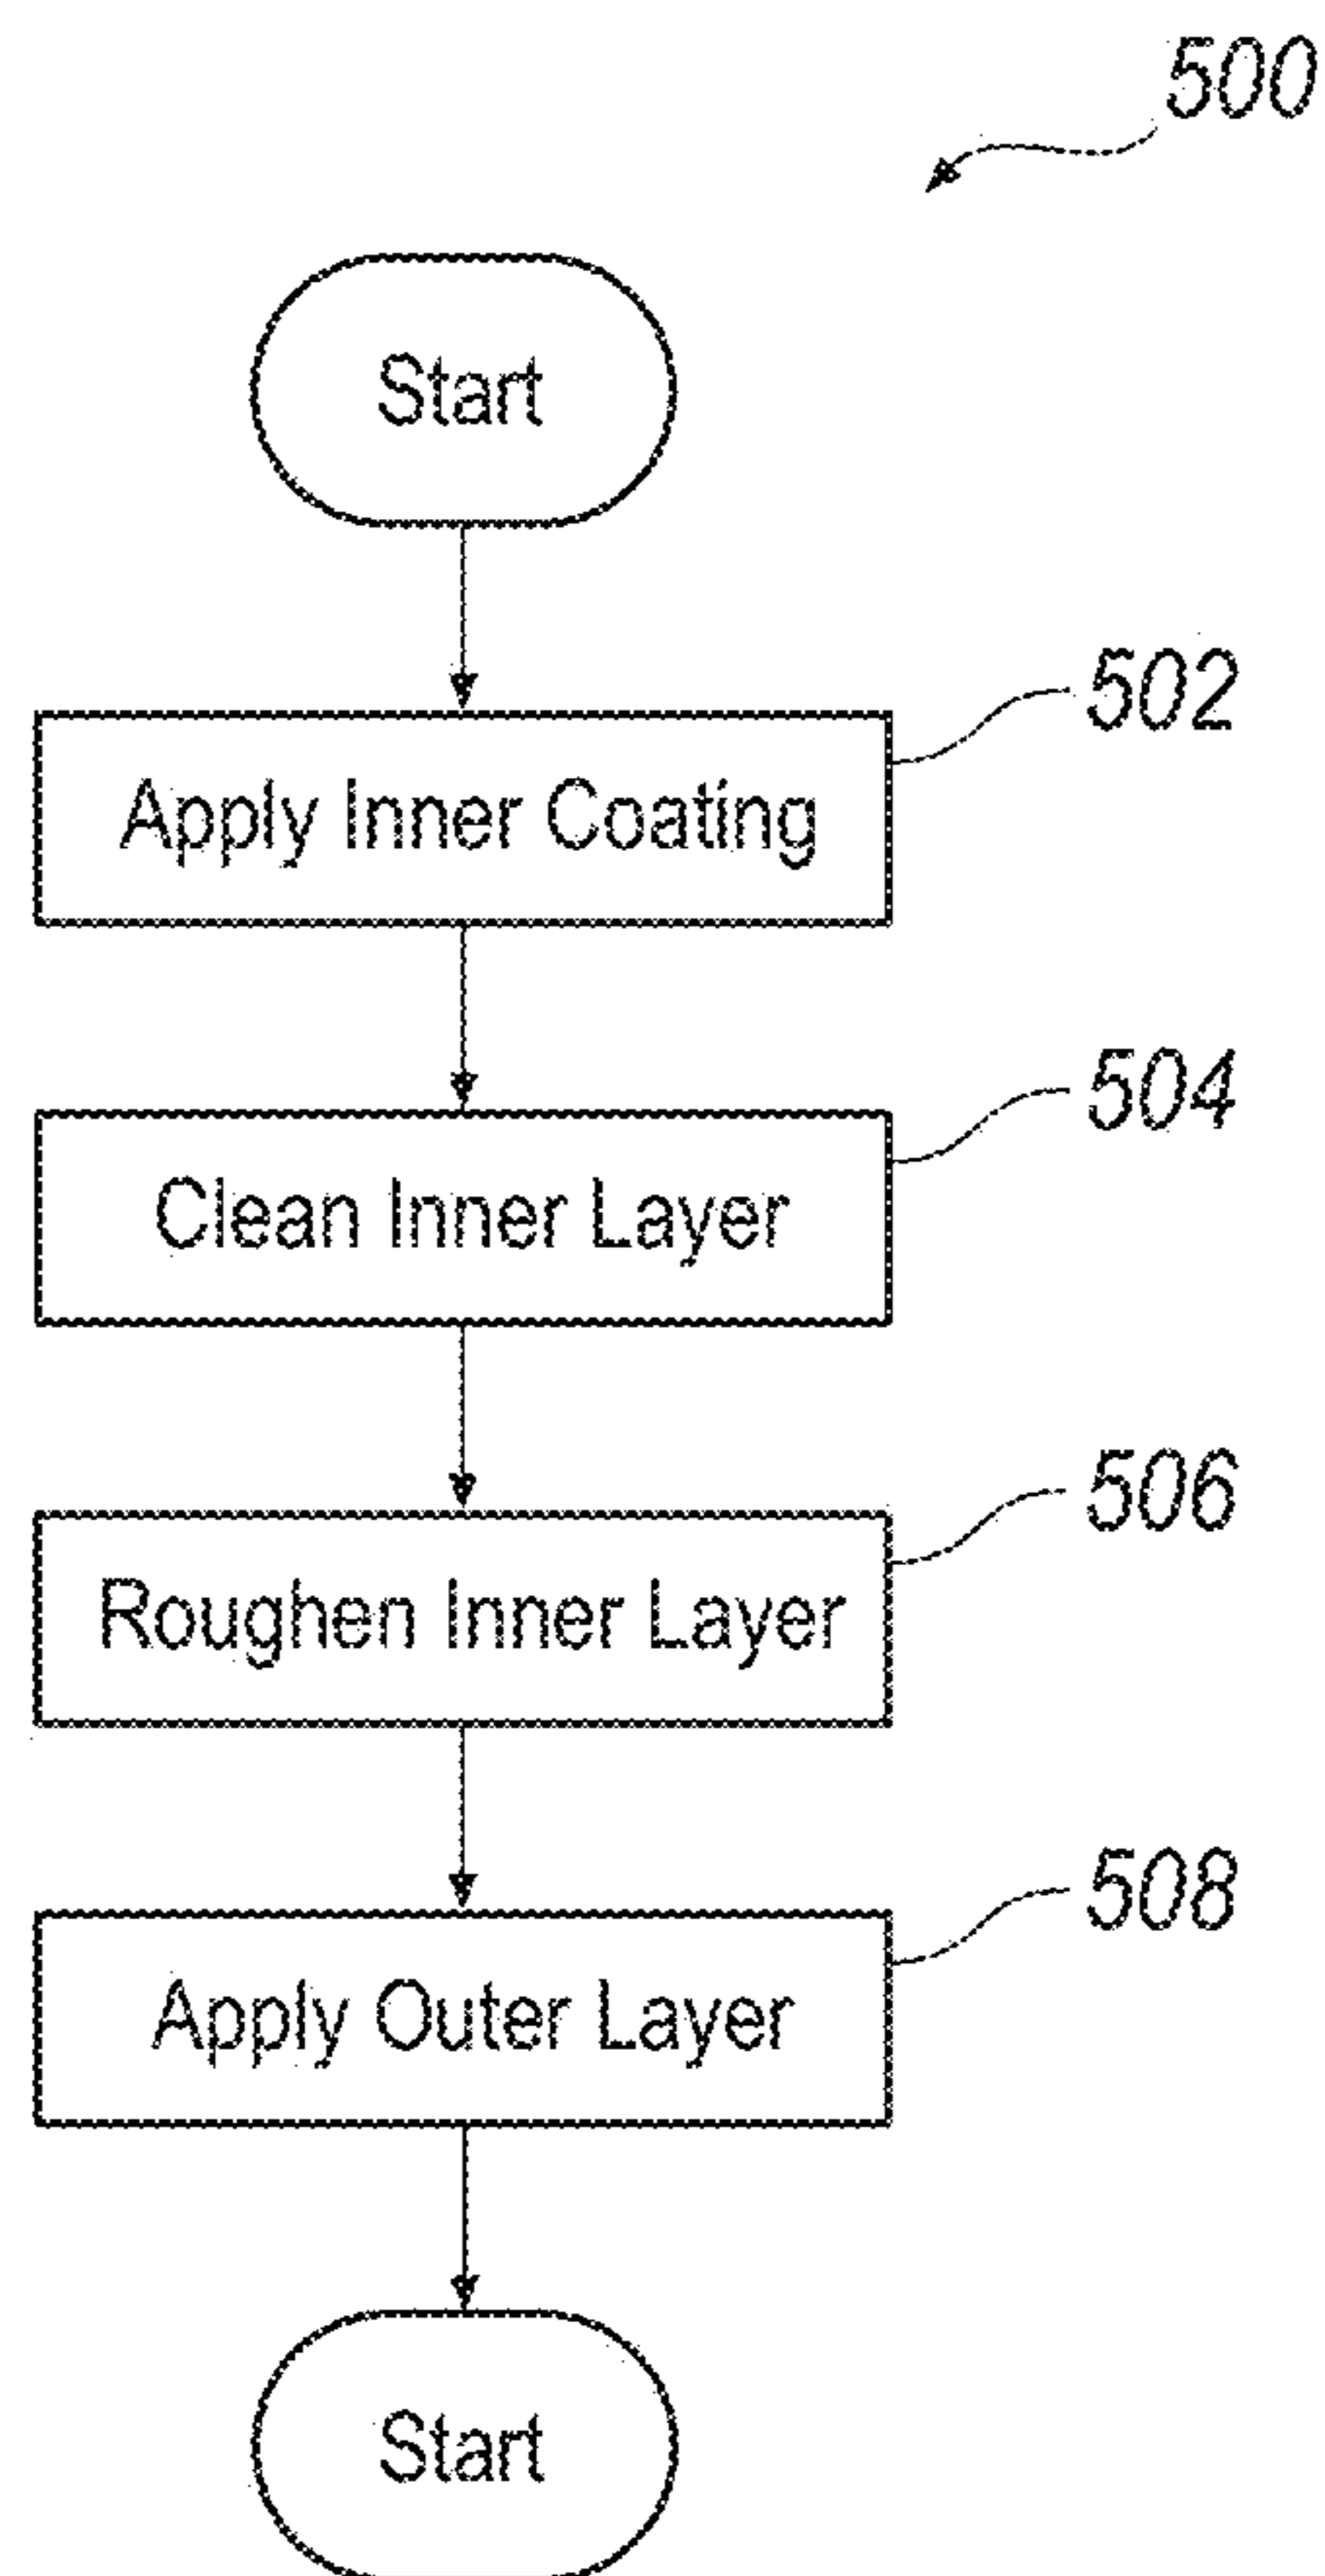 500
Start
502
Apply Inner Coating
504
Clean Inner Layer
506
Roughen Inner Layer
508
Apply Outer Layer
Start